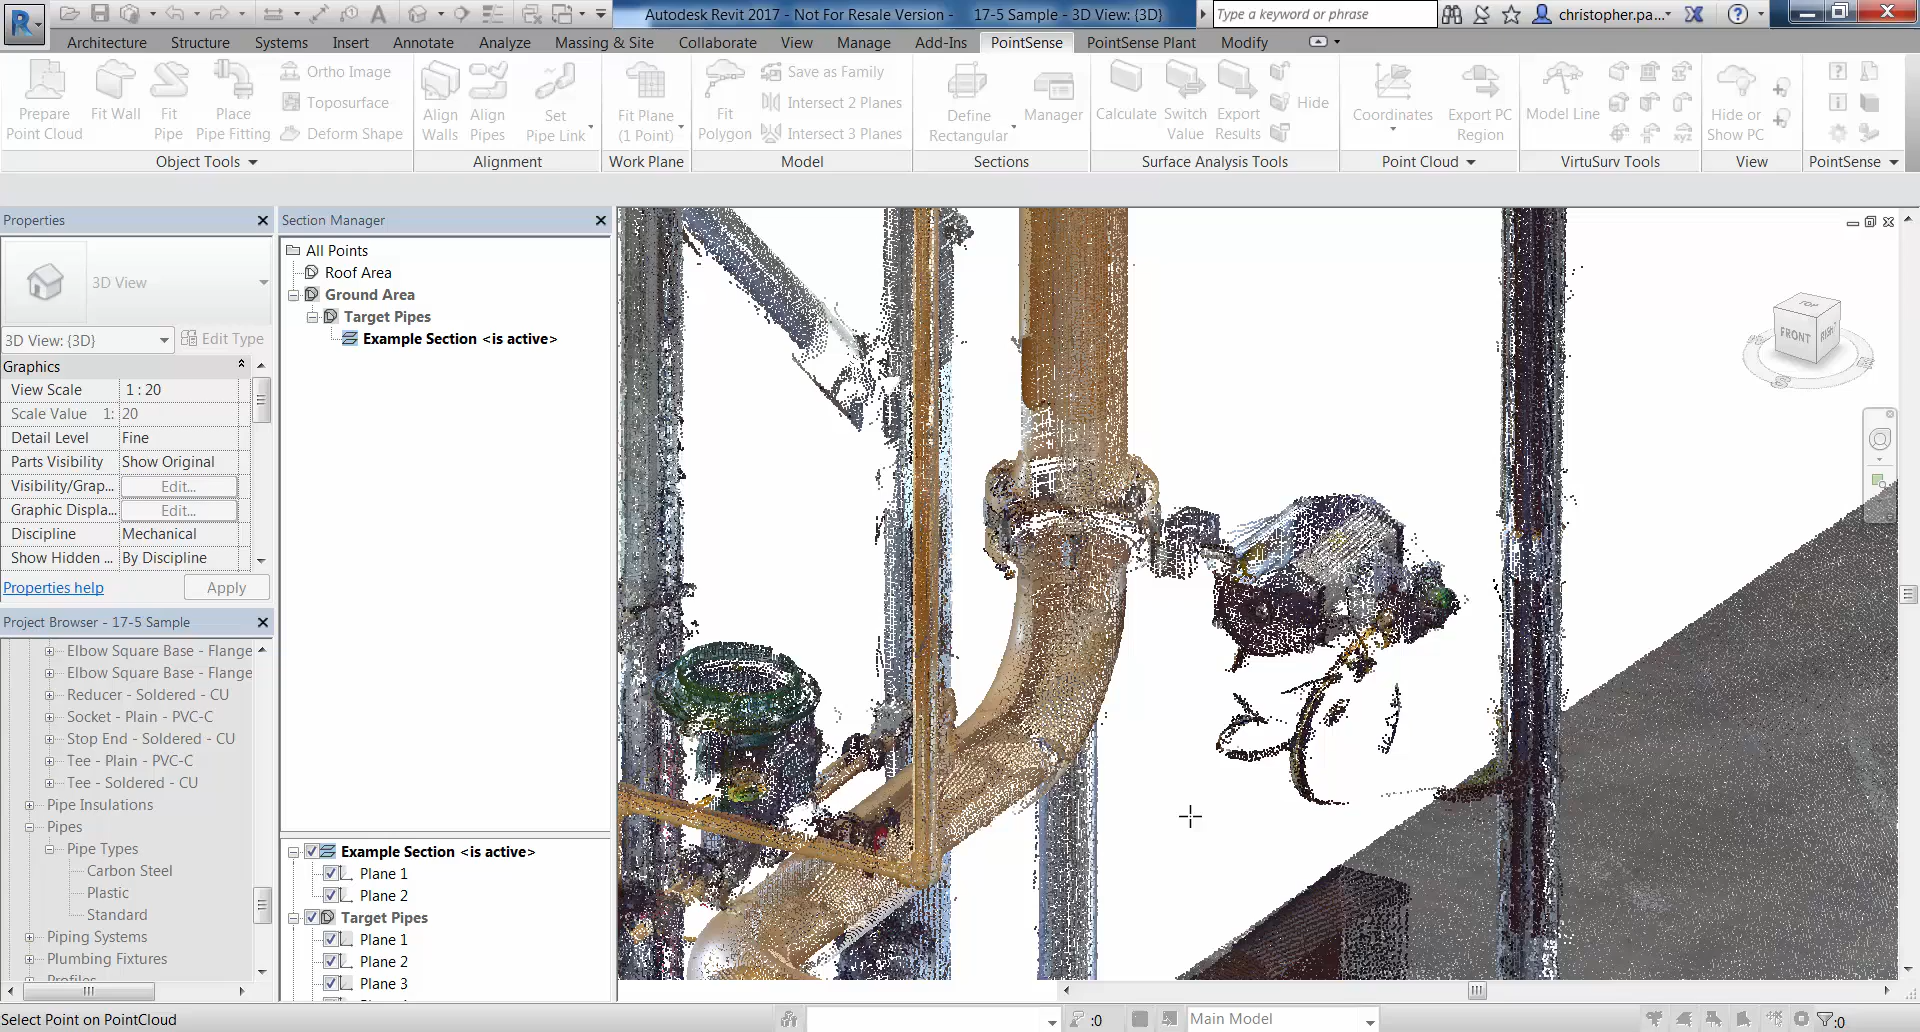 Autodesk Revit 2017 - Not For Resale Version - 17-5 Sample - 3D View: {3D}
Type a keyword or phrase
christopher.pa...
Architecture Structure Systems Insert Annotate Analyze Massing & Site Collaborate View Manage Add-Ins PointSense PointSense Plant Modify
Prepare Point Cloud
Fit Wall
Fit Pipe
Place Pipe Fitting
Ortho Image
Toposurface
Deform Shape
Align Walls
Align Pipes
Set Pipe Link
Fit Plane (1 Point)
Fit Polygon
Save as Family
Intersect 2 Planes
Intersect 3 Planes
Define Rectangular
Manager
Calculate
Switch Value
Export Results
Hide
Coordinates
Export PC Region
Model Line
xyz
Hide or Show PC
Object Tools
Alignment
Work Plane
Model
Sections
Surface Analysis Tools
Point Cloud
VirtuSurv Tools
View
PointSense
Properties
3D View
3D View: {3D}
Edit Type
Graphics
View Scale 1 : 20
Scale Value 1: 20
Detail Level Fine
Parts Visibility Show Original
Visibility/Grap... Edit...
Graphic Displa... Edit...
Discipline Mechanical
Show Hidden ... By Discipline
Properties help
Apply
Project Browser - 17-5 Sample
Elbow Square Base - Flange
Elbow Square Base - Flange
Reducer - Soldered - CU
Socket - Plain - PVC-C
Stop End - Soldered - CU
Tee - Plain - PVC-C
Tee - Soldered - CU
Pipe Insulations
Pipes
Pipe Types
Carbon Steel
Plastic
Standard
Piping Systems
Plumbing Fixtures
Section Manager
All Points
Roof Area
Ground Area
Target Pipes
Example Section <is active>
Example Section <is active>
Plane 1
Plane 2
Target Pipes
Plane 1
Plane 2
Plane 3
TOP
FRONT
RIGHT
S
E
Select Point on PointCloud
:0
Main Model
:0